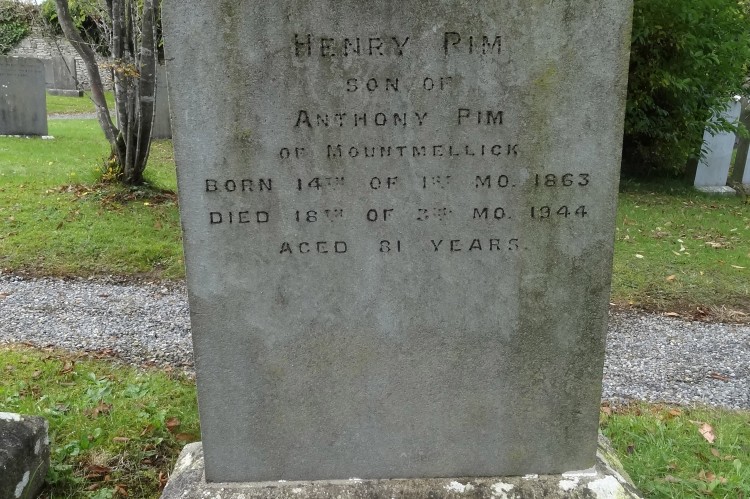 HENRY PIM
SON OF
ANTHONY PIM
OF MOUNTMELLICK
BORN 14TH OF 1ST MO. 1863
DIED 18TH OF 3RD MO. 1944
AGED 81 YEARS.